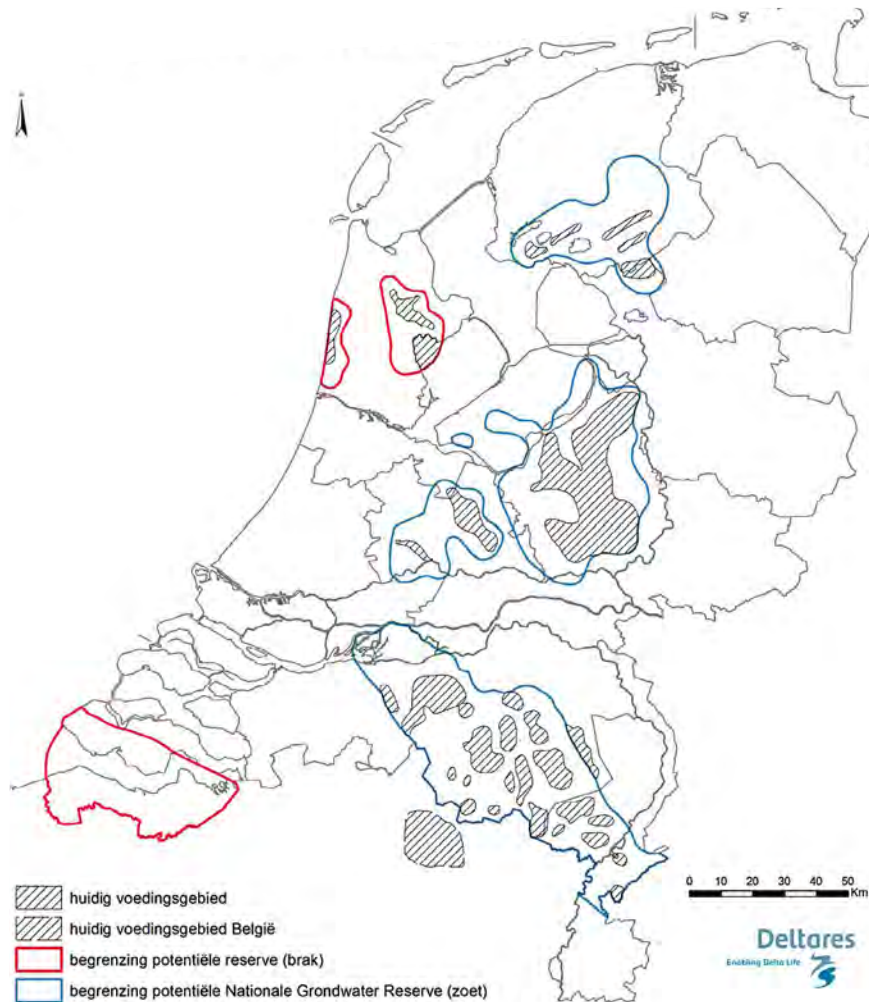 huidig voedingsgebied
huidig voedingsgebied België
begrenzing potentiële reserve (brak)
begrenzing potentiële Nationale Grondwater Reserve (zoet)
0 10 20 30 40 50
Km
Deltares
Enabling Delta Life